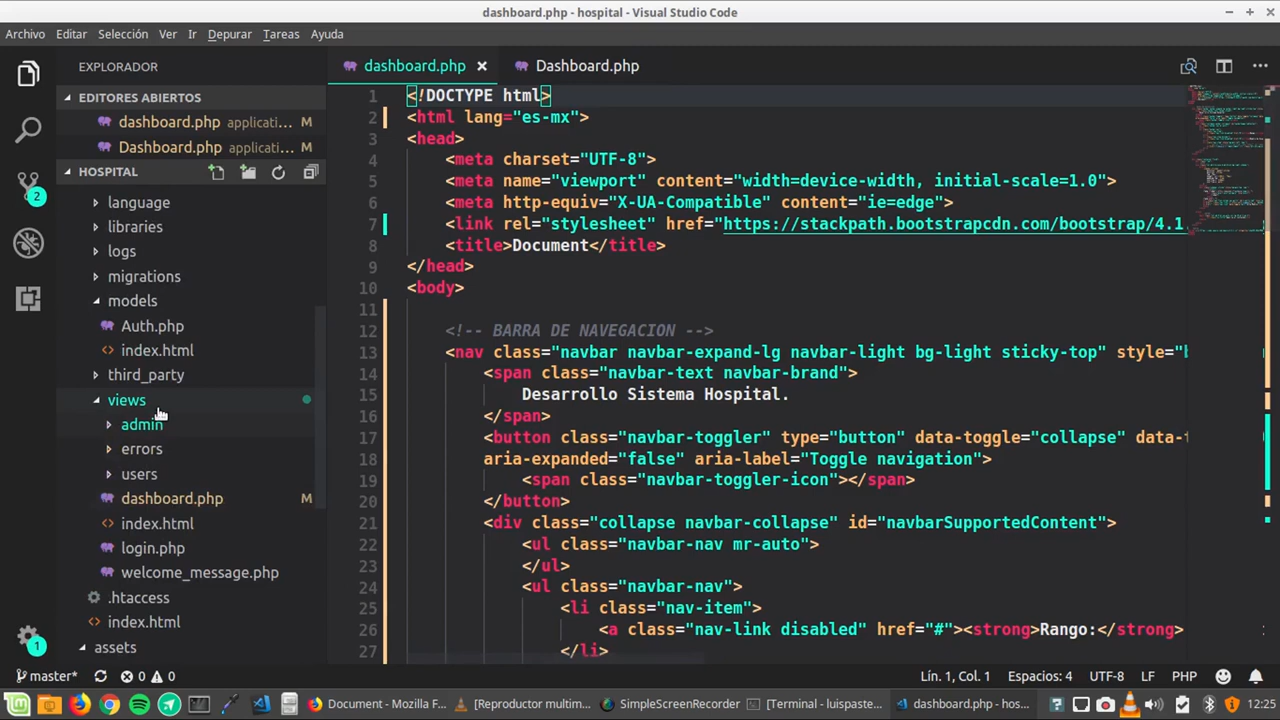 dashboard.php - hospital - Visual Studio Code
Archivo Editar Selección Ver Ir Depurar Tareas Ayuda
EXPLORADOR
EDITORES ABIERTOS
dashboard.php applicati... M
Dashboard.php applicati... M
HOSPITAL
language
libraries
logs
migrations
models
Auth.php
<> index.html
third_party
views
admin
errors
users
dashboard.php M
<> index.html
login.php
welcome_message.php
.htaccess
<> index.html
assets
2
1
dashboard.php × Dashboard.php ...
1 <!DOCTYPE html>
2 <html lang="es-mx">
3 <head>
4 <meta charset="UTF-8">
5 <meta name="viewport" content="width=device-width, initial-scale=1.0">
6 <meta http-equiv="X-UA-Compatible" content="ie=edge">
7 <link rel="stylesheet" href="https://stackpath.bootstrapcdn.com/bootstrap/4.1.
8 <title>Document</title>
9 </head>
10 <body>
11
12 <!-- BARRA DE NAVEGACION -->
13 <nav class="navbar navbar-expand-lg navbar-light bg-light sticky-top" style="b
14 <span class="navbar-text navbar-brand">
15 Desarrollo Sistema Hospital.
16 </span>
17 <button class="navbar-toggler" type="button" data-toggle="collapse" data-t
18 aria-expanded="false" aria-label="Toggle navigation">
19 <span class="navbar-toggler-icon"></span>
20 </button>
21 <div class="collapse navbar-collapse" id="navbarSupportedContent">
22 <ul class="navbar-nav mr-auto">
23 </ul>
24 <ul class="navbar-nav">
25 <li class="nav-item">
26 <a class="nav-link disabled" href="#"><strong>Rango:</strong>
27 </li>
master* 0 0 Lín. 1, Col. 1 Espacios: 4 UTF-8 LF PHP
Document - Mozilla F... [Reproductor multim... SimpleScreenRecorder [Terminal - luispaste... dashboard.php - hos... 12:25